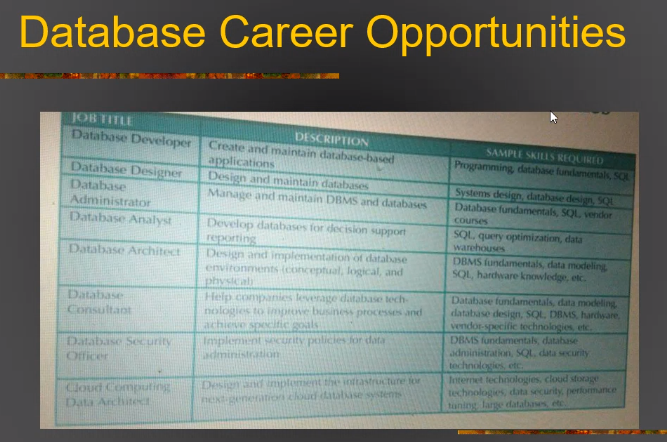 Database Career Opportunities
JOB TITLE
DESCRIPTION
SAMPLE SKILLS REQUIRED
Database Developer
Create and maintain database-based
applications
Programming, database fundamentals, SQL
Database Designer
Design and maintain databases
Systems design, database design, SQL
Database
Administrator
Manage and maintain DBMS and databases
Database fundamentals, SQL, vendor
courses
Database Analyst
Develop databases for decision support
reporting
SQL, query optimization, data
warehouses
Database Architect
Design and implementation of database
environments (conceptual, logical, and
physical)
DBMS fundamentals, data modeling,
SQL, hardware knowledge, etc.
Database
Consultant
Help companies leverage database tech-
nologies to improve business processes and
achieve specific goals
Database fundamentals, data modeling,
database design, SQL, DBMS, hardware,
vendor-specific technologies, etc.
Database Security
Officer
Implement security policies for data
administration
DBMS fundamentals, database
administration, SQL, data security
technologies, etc.
Cloud Computing
Data Architect
Design and implement the infrastructure for
next-generation cloud database systems
Internet technologies, cloud storage
technologies, data security, performance
tuning, large databases, etc.